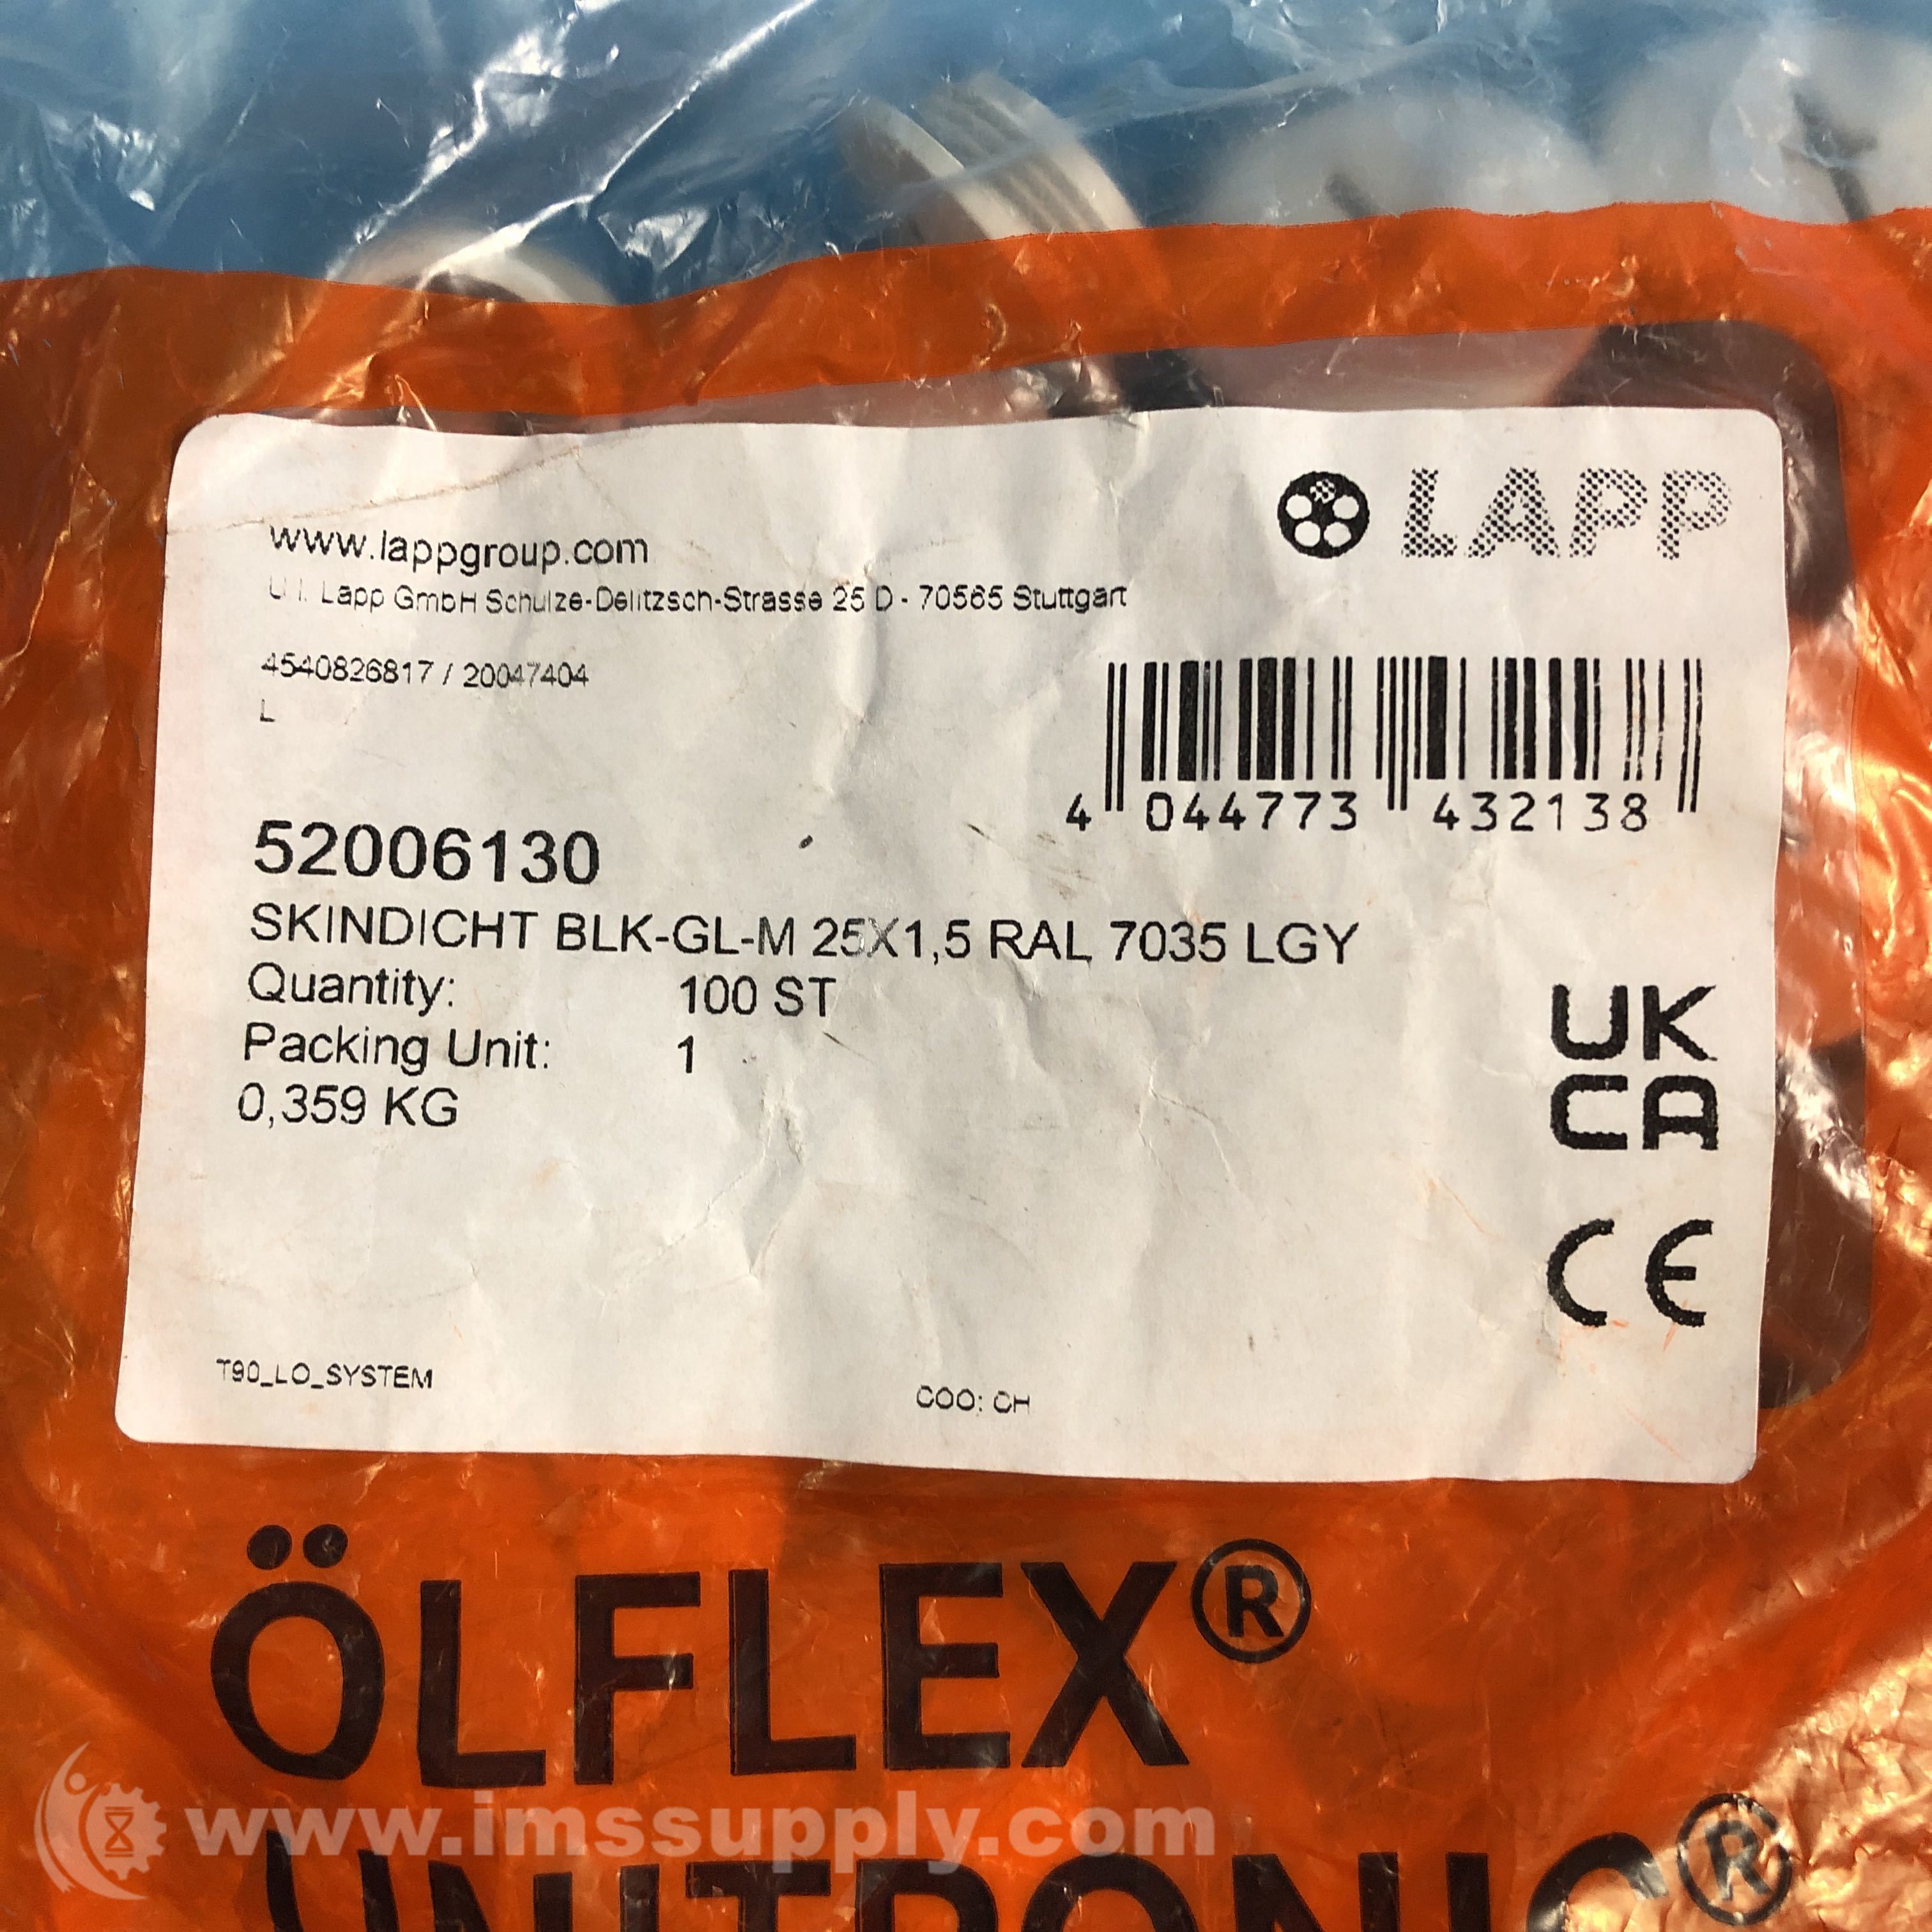 LAPP
www.lappgroup.com
U.I. Lapp GmbH Schulze-Delitzsch-Strasse 25 D - 70565 Stuttgart
4540826817 / 20047404
L
4 044773 432138
52006130
SKINDICHT BLK-GL-M 25X1,5 RAL 7035 LGY
Quantity: 100 ST
Packing Unit: 1
0,359 KG
UK
CA
CE
T90_LO_SYSTEM
COO: CH
ÖLFLEX®
www.imssupply.com
UNITRONIC®